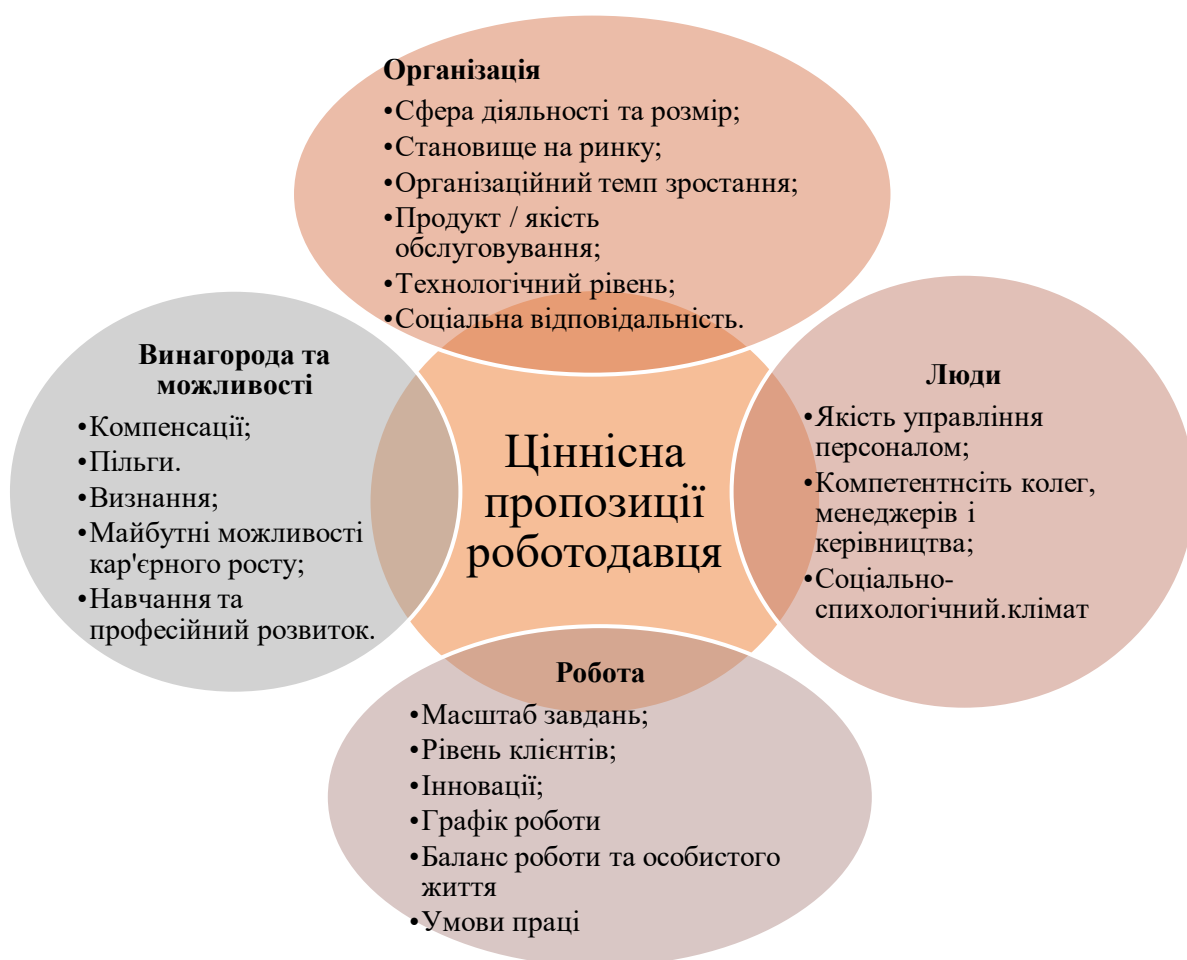 Організація
•Сфера діяльності та розмір;
•Становище на ринку;
•Організаційний темп зростання;
•Продукт / якість
обслуговування;
•Технологічний рівень;
•Соціальна відповідальність.
Винагорода та
можливості
•Компенсації;
•Пільги.
•Визнання;
•Майбутні можливості
кар'єрного росту;
•Навчання та
професійний розвиток.
Ціннісна
пропозиції
роботодавця
Люди
•Якість управління
персоналом;
•Компетентнсіть колег,
менеджерів і
керівництва;
•Соціально-
спихологічний.клімат
Робота
•Масштаб завдань;
•Рівень клієнтів;
•Інновації;
•Графік роботи
•Баланс роботи та особистого
життя
•Умови праці